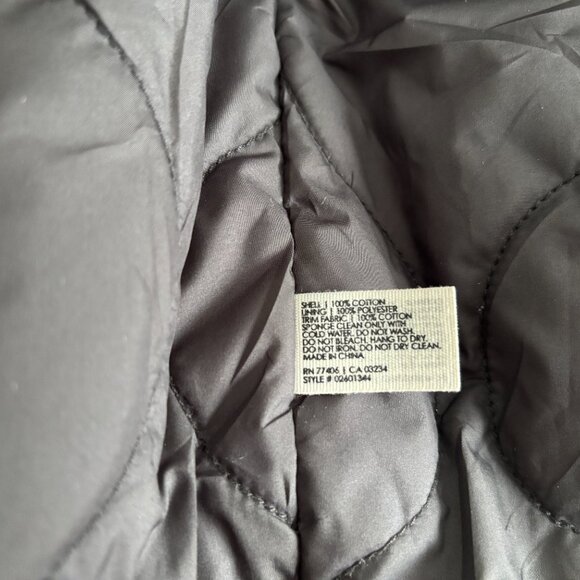 SHELL | 100% COTTON
LINING | 100% POLYESTER
TRIM FABRIC | 100% COTTON
SPONGE CLEAN ONLY WITH
COLD WATER. DO NOT WASH.
DO NOT BLEACH. HANG TO DRY.
DO NOT IRON. DO NOT DRY CLEAN.
MADE IN CHINA.
RN 77406 | CA 03234
STYLE # 02601344